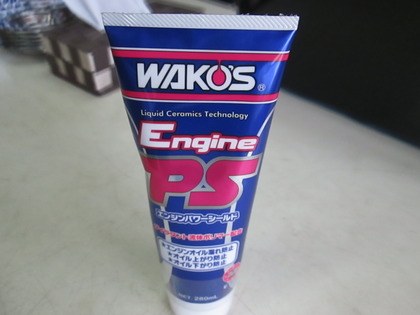 WAKO'S®
Liquid Ceramics Technology
Engine
PS
エンジンパワーシールド
•エンジンオイル漏れ防止
•オイル上がり防止
•オイル下がり防止
NET 280mL